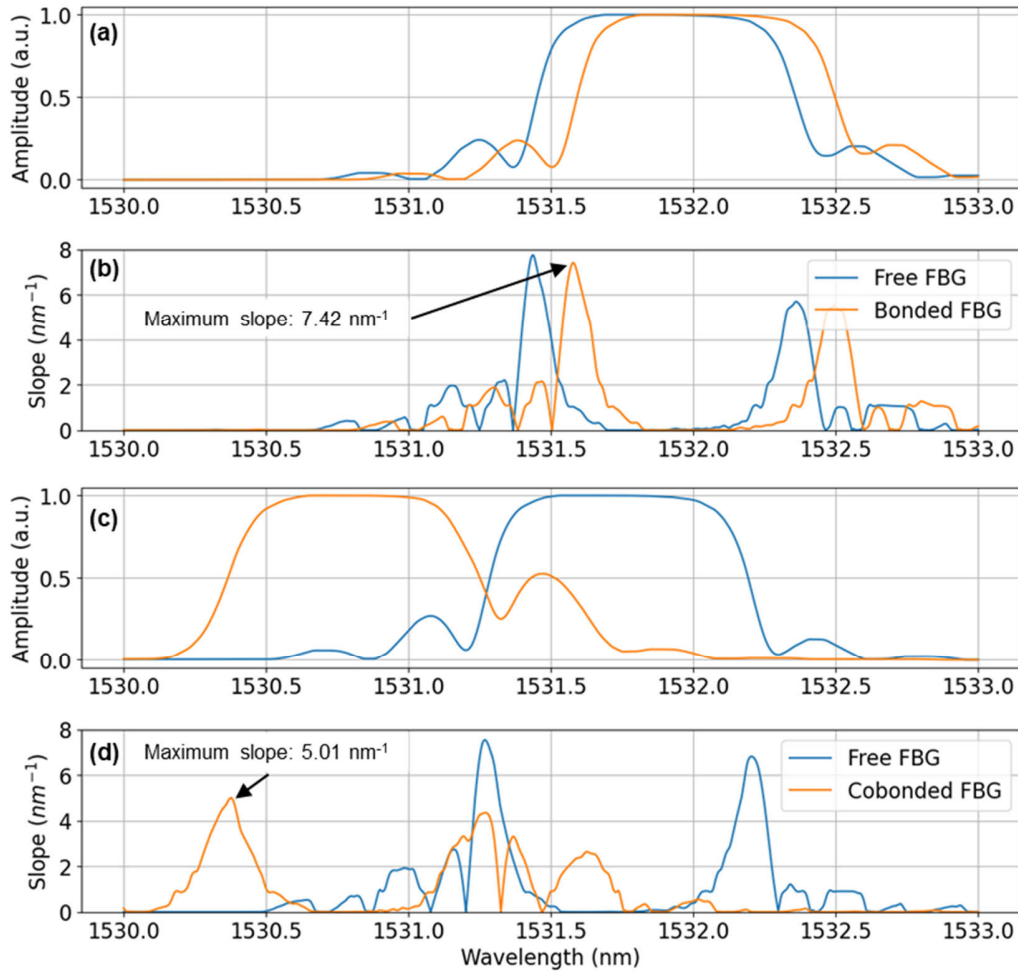 (a)
Amplitude (a.u.)
1.0
0.5
0.0
1530.0 1530.5 1531.0 1531.5 1532.0 1532.5 1533.0
(b)
Slope (nm⁻¹)
8
6
4
2
0
Maximum slope: 7.42 nm⁻¹
Free FBG
Bonded FBG
1530.0 1530.5 1531.0 1531.5 1532.0 1532.5 1533.0
(c)
Amplitude (a.u.)
1.0
0.5
0.0
1530.0 1530.5 1531.0 1531.5 1532.0 1532.5 1533.0
(d)
Slope (nm⁻¹)
8
6
4
2
0
Maximum slope: 5.01 nm⁻¹
Free FBG
Cobonded FBG
1530.0 1530.5 1531.0 1531.5 1532.0 1532.5 1533.0
Wavelength (nm)